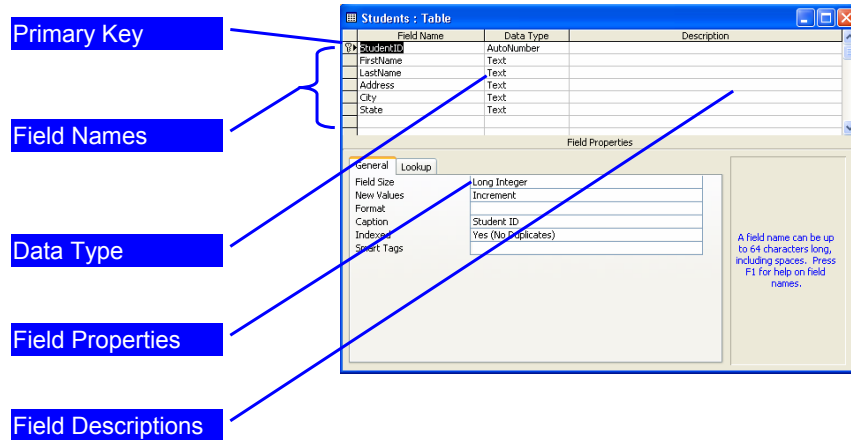 Primary Key
Field Names
Data Type
Field Properties
Field Descriptions
Students : Table
Field Name Data Type Description
StudentID AutoNumber
FirstName Text
LastName Text
Address Text
City Text
State Text
Field Properties
General Lookup
Field Size Long Integer
New Values Increment
Format
Caption Student ID
Indexed Yes (No Duplicates)
Smart Tags
A field name can be up
to 64 characters long,
including spaces. Press
F1 for help on field
names.